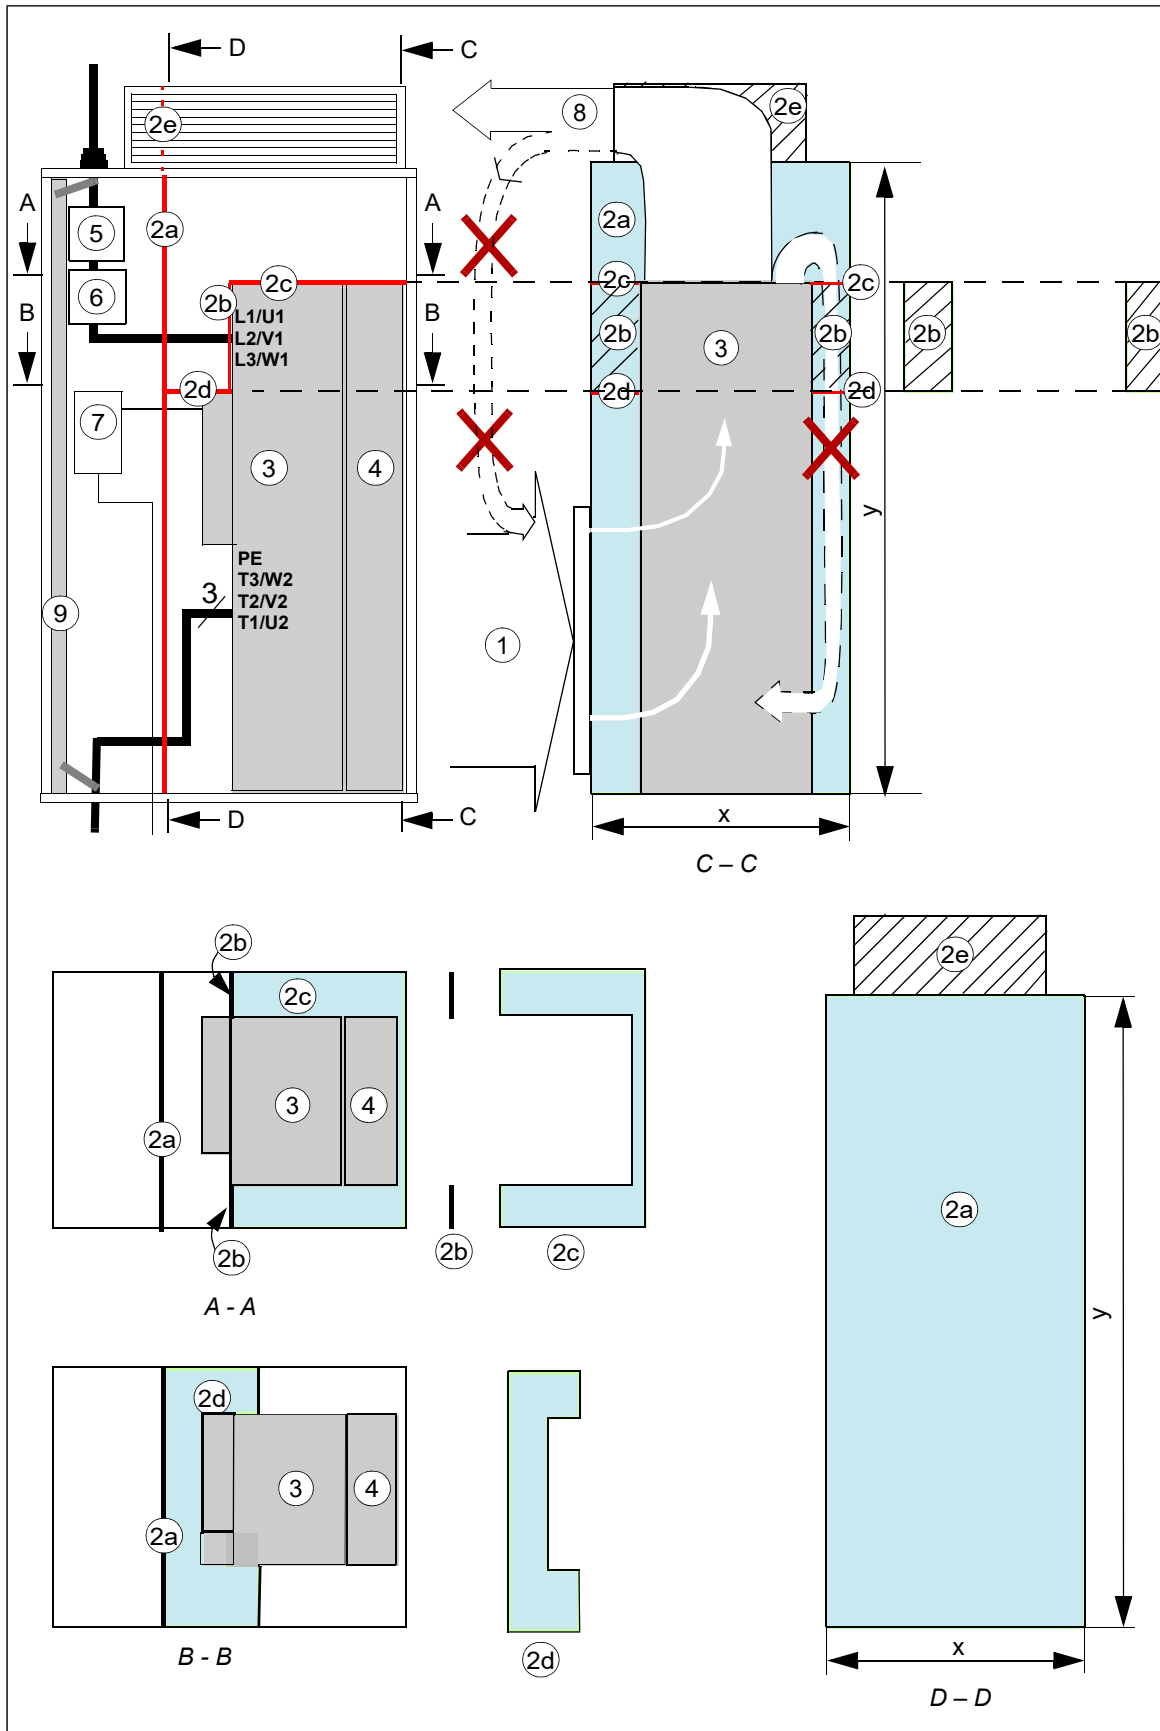 D
C
2e
8
2e
A
5
2a
A
2a
2c
2c
2c
B
6
2b
B
2b
2b
2b
2b
L1/U1
L2/V1
L3/W1
3
2d
2d
2d
7
3
4
y
PE
T3/W2
T2/V2
T1/U2
3
9
1
D
C
x
C – C
2b
2c
3
4
2a
2b
2b
2c
A - A
2e
2a
y
2d
3
4
2a
B - B
2d
x
D – D